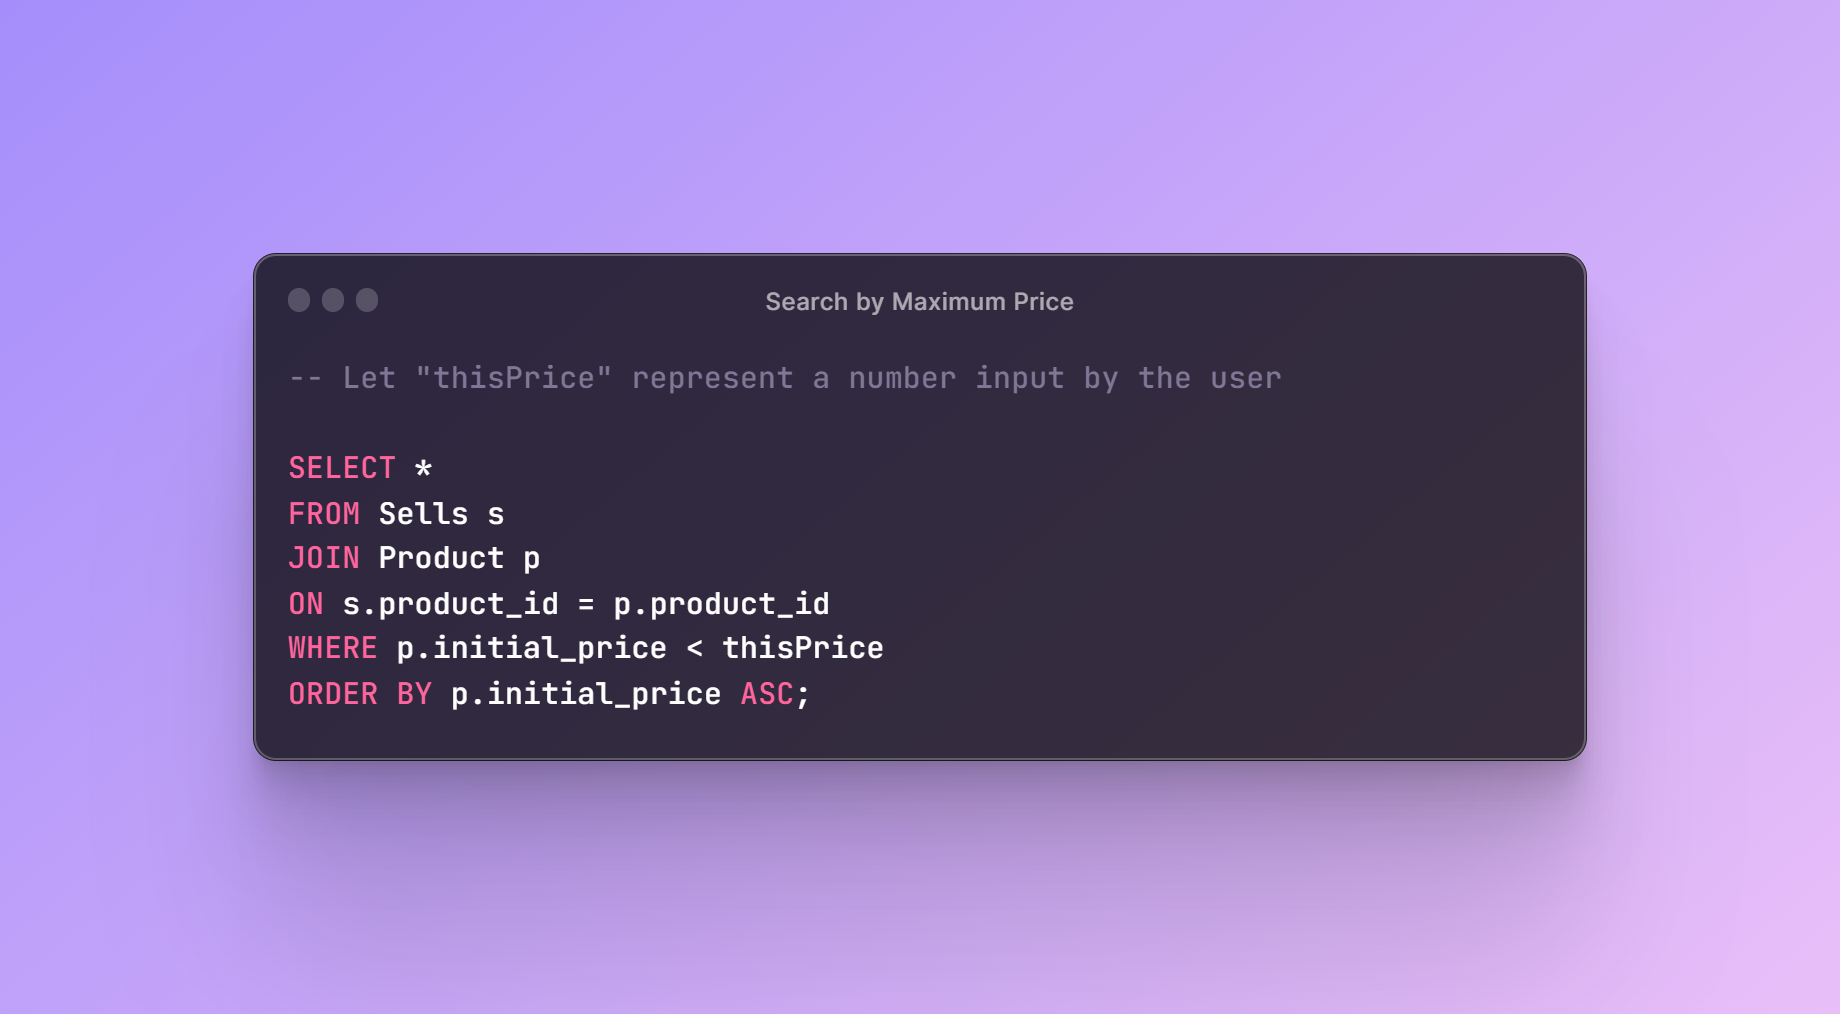 Search by Maximum Price
-- Let "thisPrice" represent a number input by the user
SELECT *
FROM Sells s
JOIN Product p
ON s.product_id = p.product_id
WHERE p.initial_price < thisPrice
ORDER BY p.initial_price ASC;